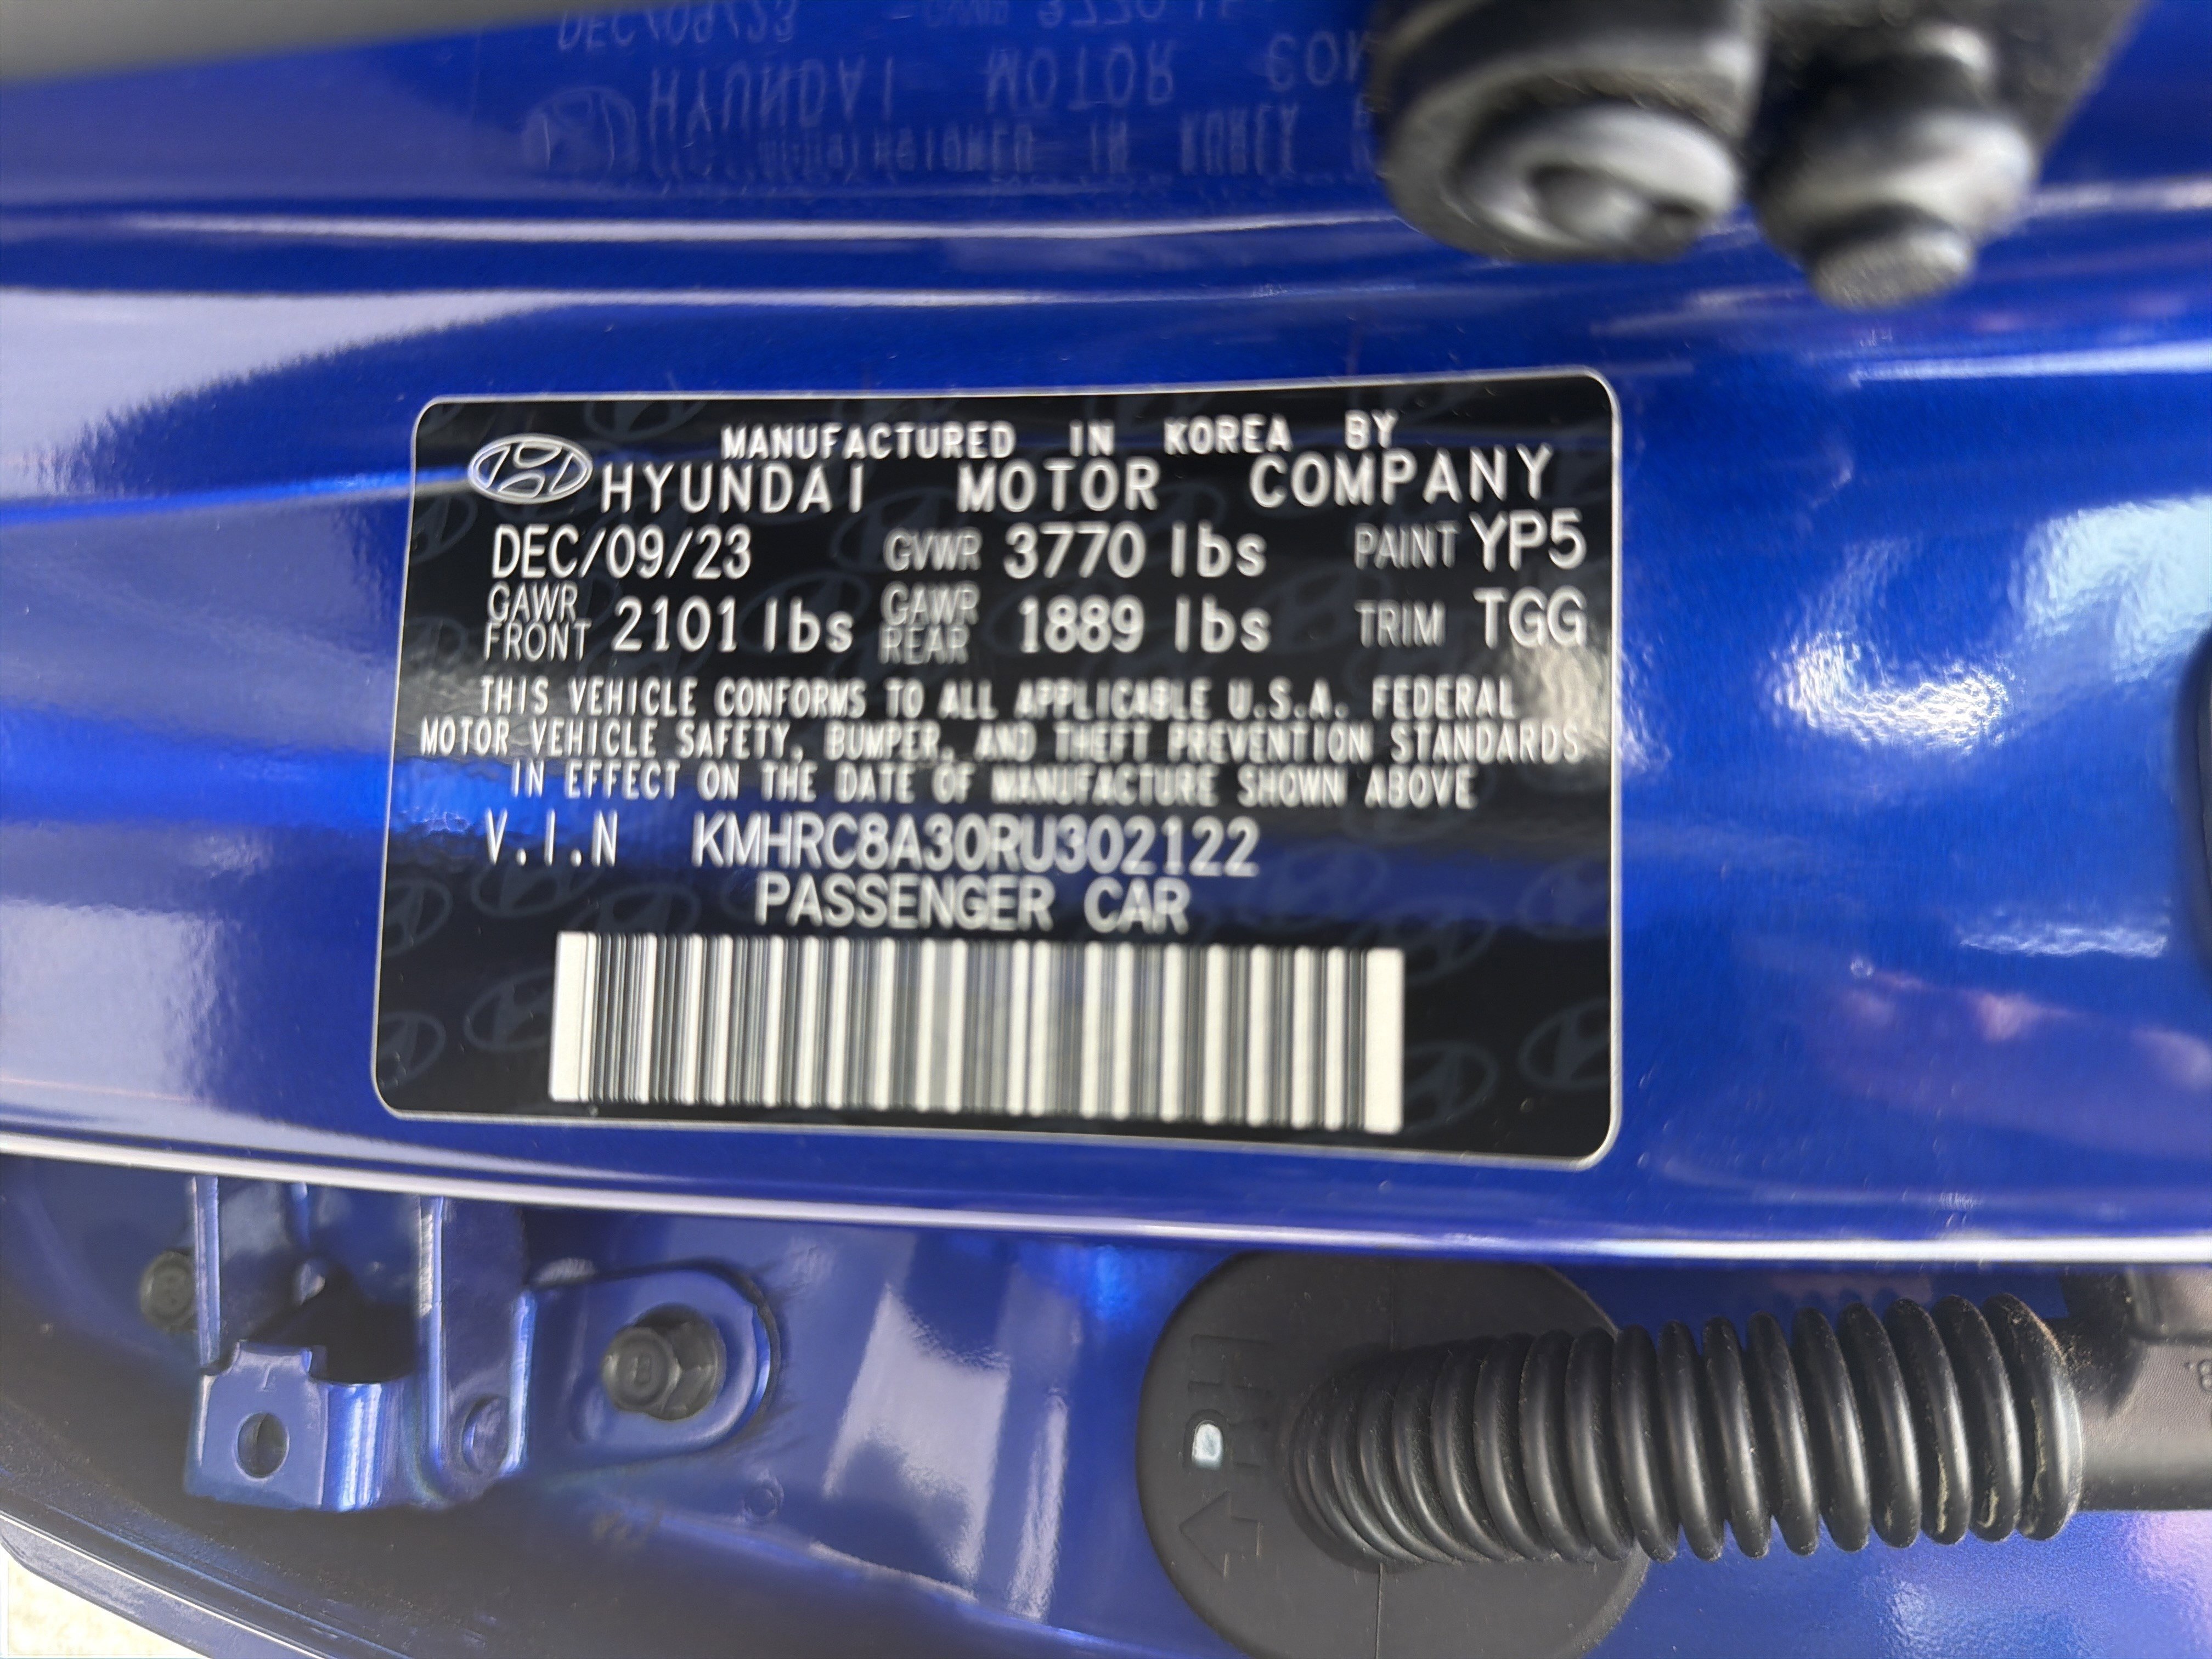 MANUFACTURED IN KOREA BY
HYUNDAI MOTOR COMPANY
DEC/09/23 GVWR 3770 lbs PAINT YP5
GAWR FRONT 2101 lbs GAWR REAR 1889 lbs TRIM TGG
THIS VEHICLE CONFORMS TO ALL APPLICABLE U.S.A. FEDERAL
MOTOR VEHICLE SAFETY, BUMPER, AND THEFT PREVENTION STANDARDS
IN EFFECT ON THE DATE OF MANUFACTURE SHOWN ABOVE
V.I.N KMHRC8A30RU302122
PASSENGER CAR